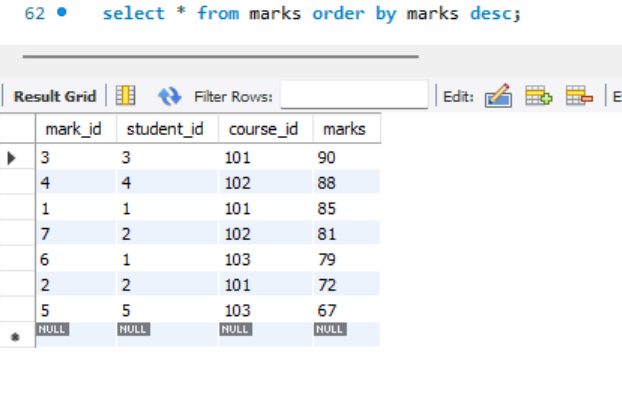 62 select * from marks order by marks desc;
Result Grid Filter Rows: Edit: E
mark_id student_id course_id marks
3 3 101 90
4 4 102 88
1 1 101 85
7 2 102 81
6 1 103 79
2 2 101 72
5 5 103 67
NULL NULL NULL NULL